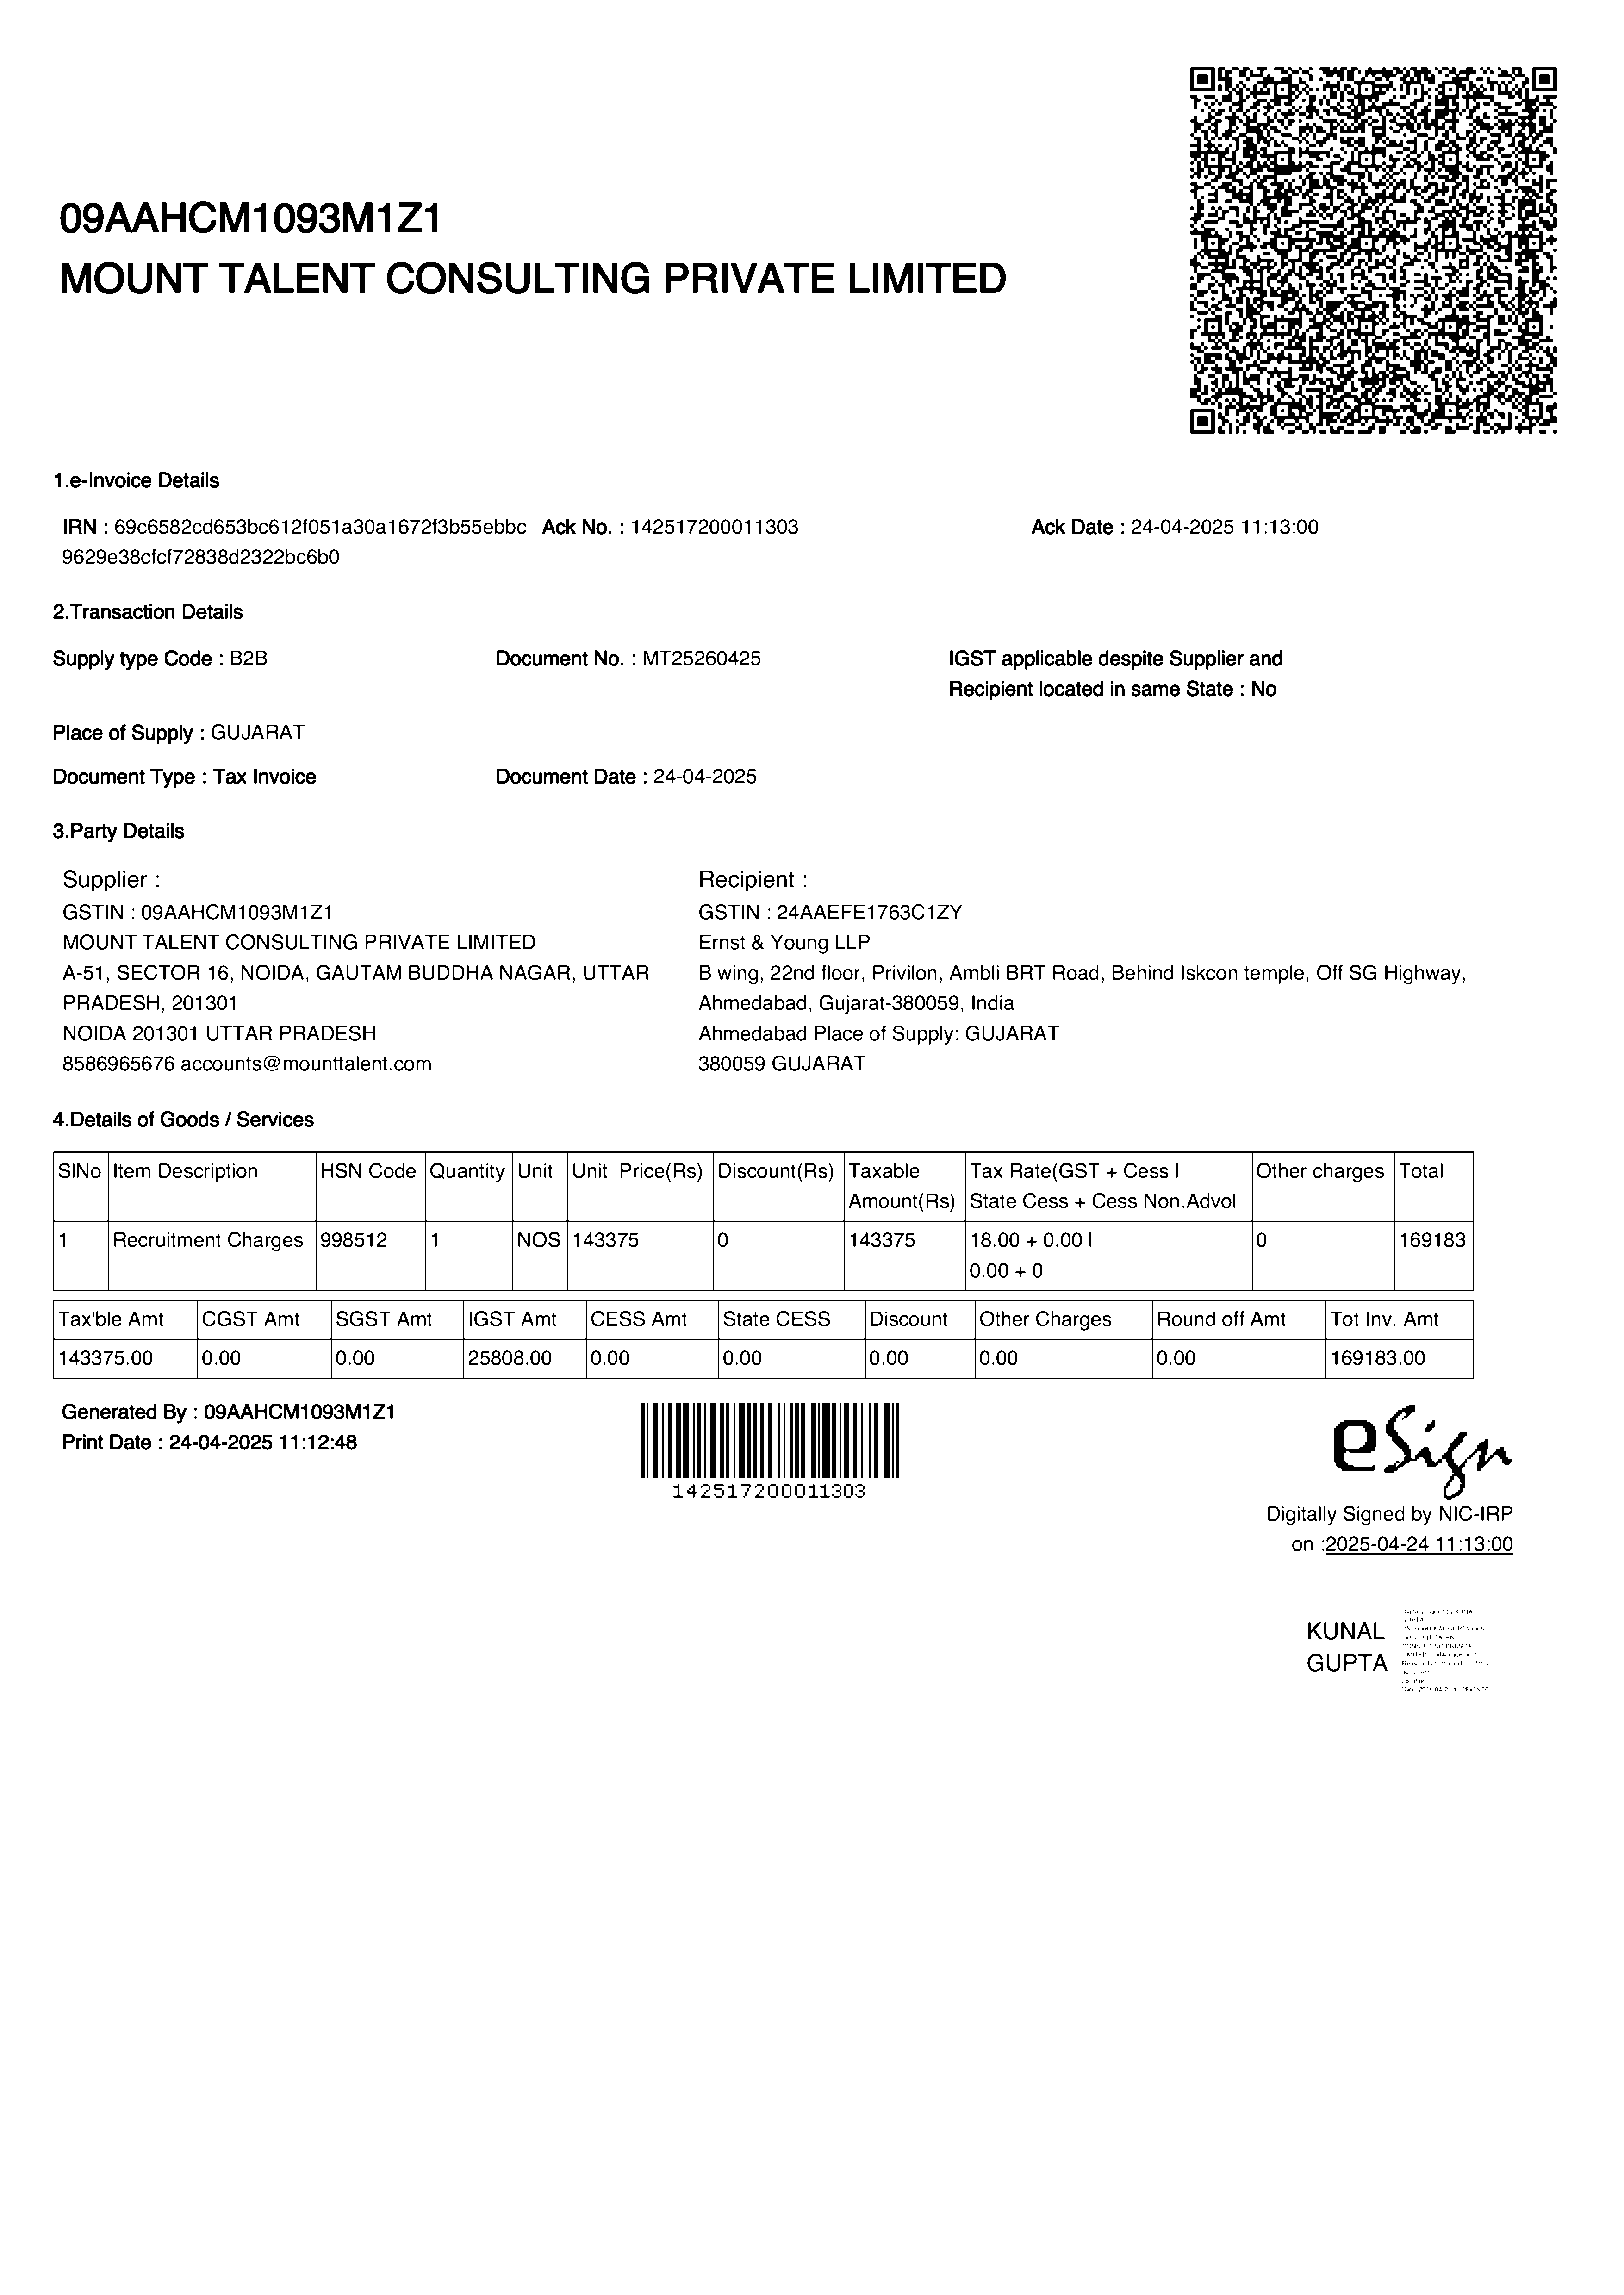 09AAHCM1093M1Z1
MOUNT TALENT CONSULTING PRIVATE LIMITED
1.e-Invoice Details
IRN : 69c6582cd653bc612f051a30a1672f3b55ebbc Ack No. : 142517200011303 Ack Date : 24-04-2025 11:13:00
9629e38cfcf72838d2322bc6b0
2.Transaction Details
Supply type Code : B2B Document No. : MT25260425 IGST applicable despite Supplier and
Recipient located in same State : No
Place of Supply : GUJARAT
Document Type : Tax Invoice Document Date : 24-04-2025
3.Party Details
Supplier :
GSTIN : 09AAHCM1093M1Z1
MOUNT TALENT CONSULTING PRIVATE LIMITED
A-51, SECTOR 16, NOIDA, GAUTAM BUDDHA NAGAR, UTTAR
PRADESH, 201301
NOIDA 201301 UTTAR PRADESH
8586965676 accounts@mounttalent.com
Recipient :
GSTIN : 24AAEFE1763C1ZY
Ernst & Young LLP
B wing, 22nd floor, Privilon, Ambli BRT Road, Behind Iskcon temple, Off SG Highway,
Ahmedabad, Gujarat-380059, India
Ahmedabad Place of Supply: GUJARAT
380059 GUJARAT
4.Details of Goods / Services
SlNo Item Description HSN Code Quantity Unit Unit Price(Rs) Discount(Rs) Taxable Amount(Rs) Tax Rate(GST + Cess | State Cess + Cess Non.Advol Other charges Total
1 Recruitment Charges 998512 1 NOS 143375 0 143375 18.00 + 0.00 | 0.00 + 0 0 169183
Tax'ble Amt CGST Amt SGST Amt IGST Amt CESS Amt State CESS Discount Other Charges Round off Amt Tot Inv. Amt
143375.00 0.00 0.00 25808.00 0.00 0.00 0.00 0.00 0.00 169183.00
Generated By : 09AAHCM1093M1Z1
Print Date : 24-04-2025 11:12:48
142517200011303
eSign
Digitally Signed by NIC-IRP
on :2025-04-24 11:13:00
KUNAL
GUPTA